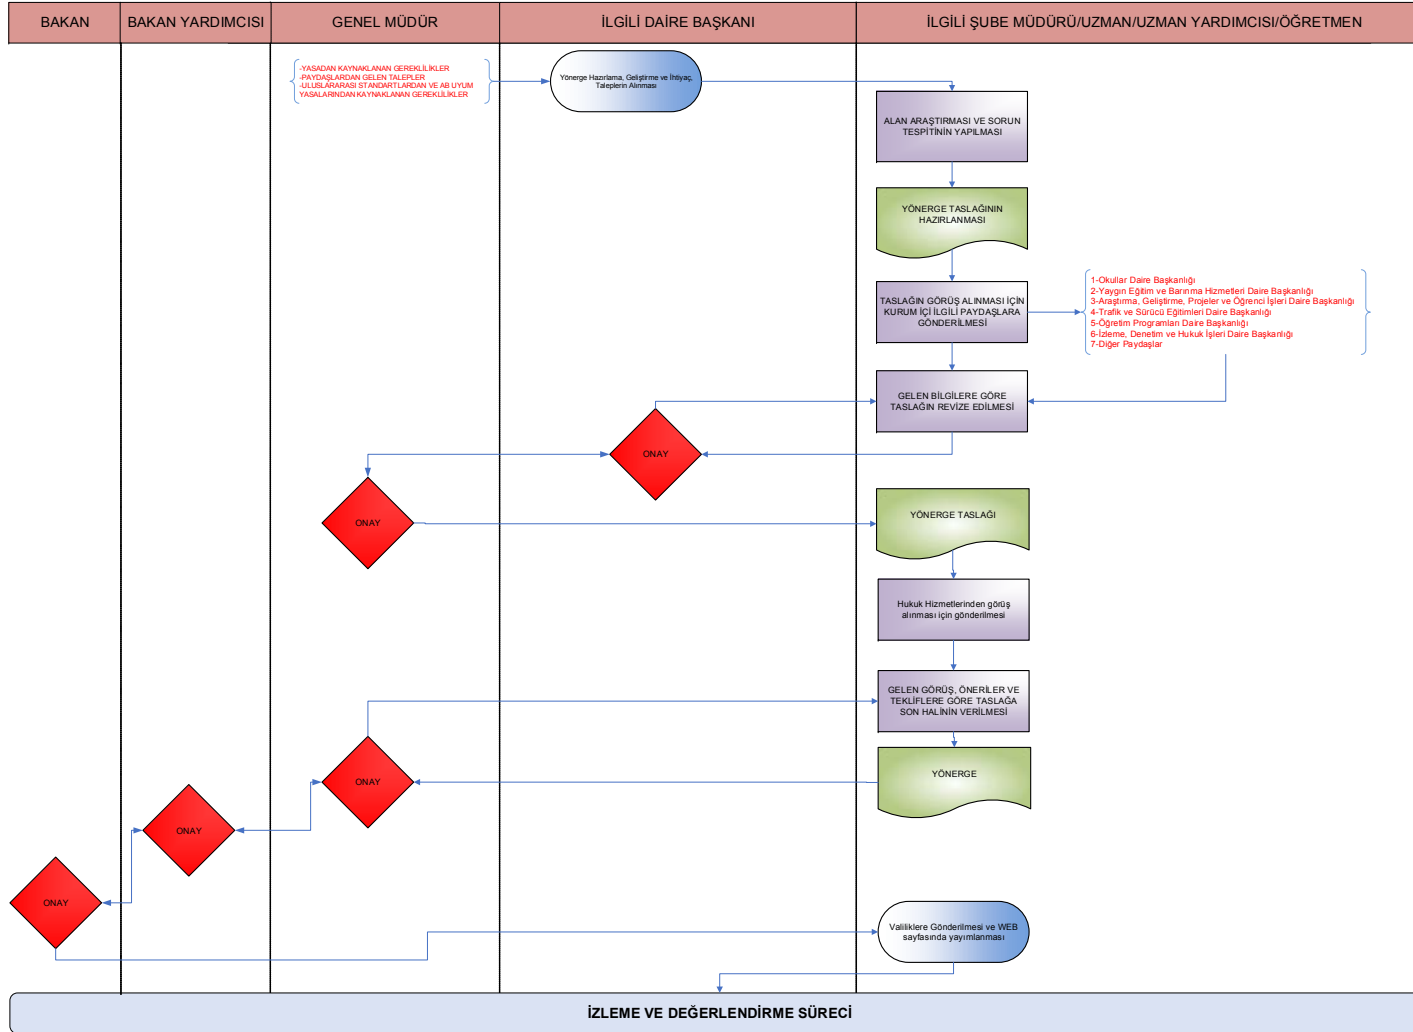 BAKAN
BAKAN YARDIMCISI
GENEL MÜDÜR
İLGİLİ DAİRE BAŞKANI
İLGİLİ ŞUBE MÜDÜRÜ/UZMAN/UZMAN YARDIMCISI/ÖĞRETMEN
-YASADAN KAYNAKLANAN GEREKLİLİKLER
-PAYDAŞLARDAN GELEN TALEPLER
-ULUSLARARASI STANDARTLARDAN VE AB UYUM
YASALARINDAN KAYNAKLANAN GEREKLİLİKLER
Yönerge Hazırlama, Geliştirme ve İhtiyaç,
Taleplerin Alınması
ALAN ARAŞTIRMASI VE SORUN
TESPİTİNİN YAPILMASI
YÖNERGE TASLAĞININ
HAZIRLANMASI
TASLAĞIN GÖRÜŞ ALINMASI İÇİN
KURUM İÇİ İLGİLİ PAYDAŞLARA
GÖNDERİLMESİ
1-Okullar Daire Başkanlığı
2-Yaygın Eğitim ve Barınma Hizmetleri Daire Başkanlığı
3-Araştırma, Geliştirme, Projeler ve Öğrenci İşleri Daire Başkanlığı
4-Trafik ve Sürücü Eğitimleri Daire Başkanlığı
5-Öğretim Programları Daire Başkanlığı
6-İzleme, Denetim ve Hukuk İşleri Daire Başkanlığı
7-Diğer Paydaşlar
GELEN BİLGİLERE GÖRE
TASLAĞIN REVİZE EDİLMESİ
ONAY
ONAY
YÖNERGE TASLAĞI
Hukuk Hizmetlerinden görüş
alınması için gönderilmesi
GELEN GÖRÜŞ, ÖNERİLER VE
TEKLİFLERE GÖRE TASLAĞA
SON HALİNİN VERİLMESİ
YÖNERGE
ONAY
ONAY
ONAY
Valiliklere Gönderilmesi ve WEB
sayfasında yayımlanması
İZLEME VE DEĞERLENDİRME SÜRECİ